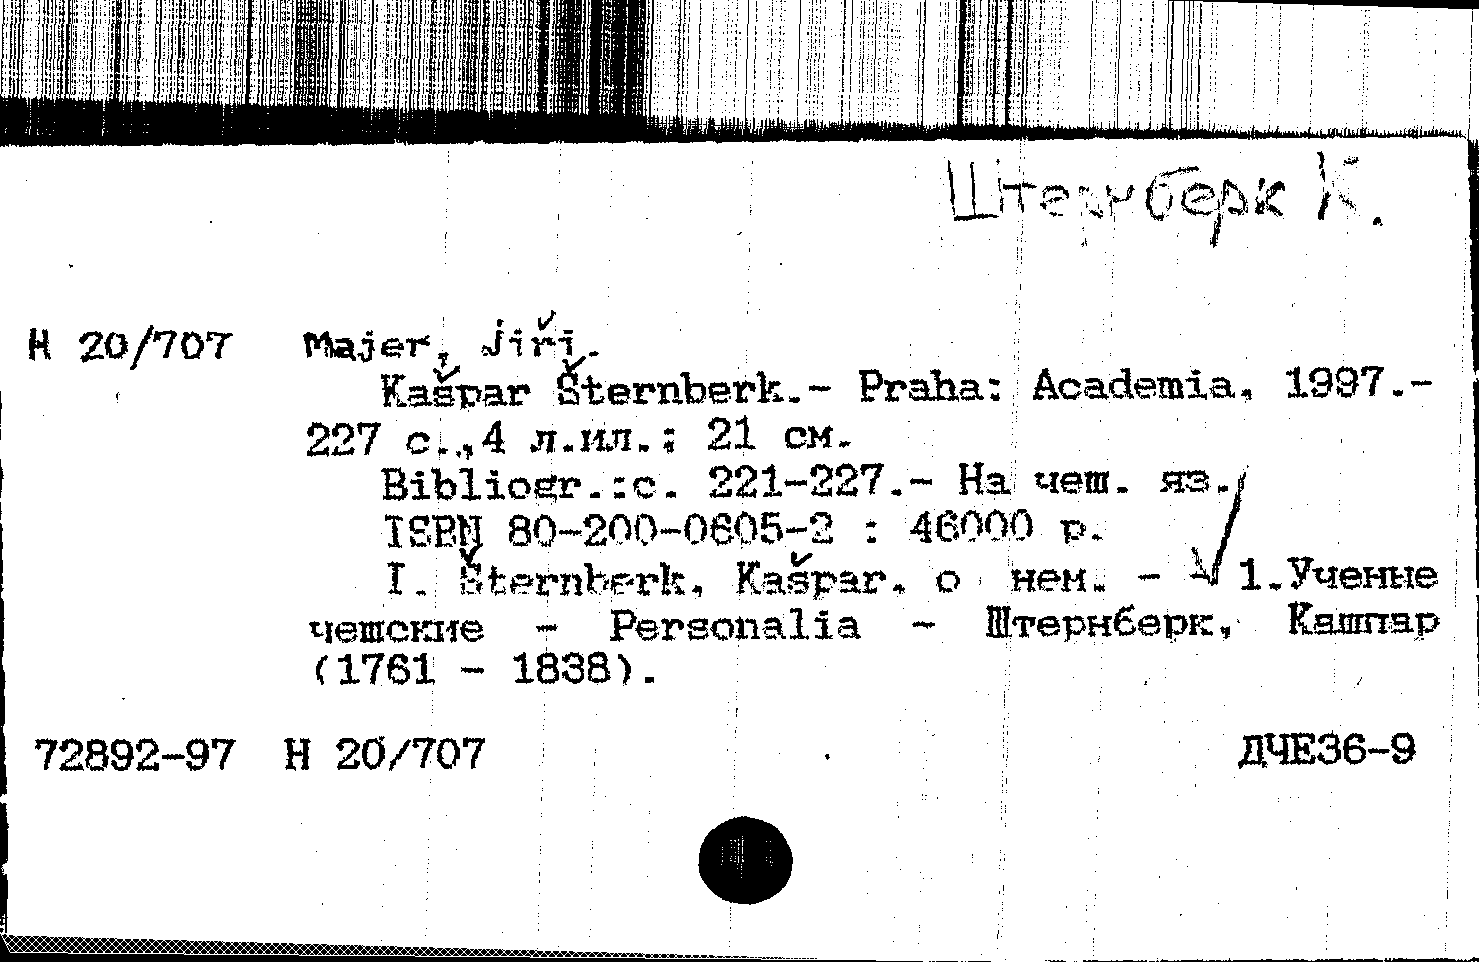 Штернберк К.
Н 20/707 Majer, Jiří.
Kašpar Šternberk.- Praha: Academia, 1997.-
227 с.,4 л.ил.; 21 см.
Bibliogr.:с. 221-227.- На чеш. яз.
ISBN 80-200-0605-2 : 46000 р.
I. Šternberk, Kašpar, о нем. - - 1.Ученые
чешские - Personalia - Штернберк, Кашпар
(1761 - 1838).
72892-97 Н 20/707 ДЧЕ36-9